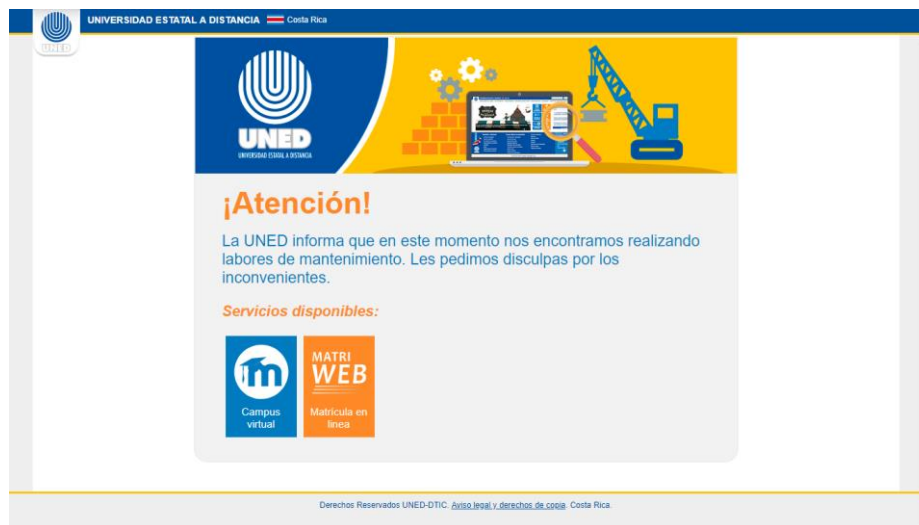 UNIVERSIDAD ESTATAL A DISTANCIA Costa Rica
UNED
UNED
UNIVERSIDAD ESTATAL A DISTANCIA
¡Atención!
La UNED informa que en este momento nos encontramos realizando
labores de mantenimiento. Les pedimos disculpas por los
inconvenientes.
Servicios disponibles:
Campus
virtual
MATRI
WEB
Matrícula en
línea
Derechos Reservados UNED-DTIC. Aviso legal y derechos de copia. Costa Rica.